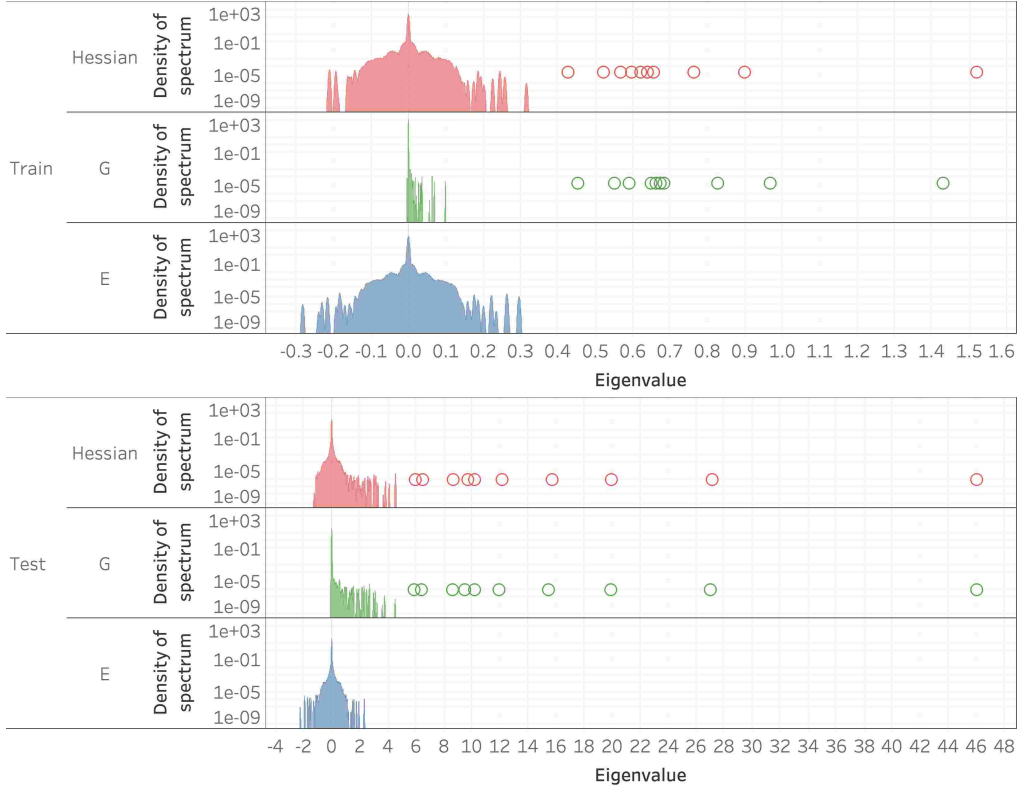 Train
Hessian
Density of
spectrum
1e+03
1e-01
1e-05
1e-09
G
Density of
spectrum
1e+03
1e-01
1e-05
1e-09
E
Density of
spectrum
1e+03
1e-01
1e-05
1e-09
-0.3 -0.2 -0.1 0.0 0.1 0.2 0.3 0.4 0.5 0.6 0.7 0.8 0.9 1.0 1.1 1.2 1.3 1.4 1.5 1.6
Eigenvalue
Test
Hessian
Density of
spectrum
1e+03
1e-01
1e-05
1e-09
G
Density of
spectrum
1e+03
1e-01
1e-05
1e-09
E
Density of
spectrum
1e+03
1e-01
1e-05
1e-09
-4 -2 0 2 4 6 8 10 12 14 16 18 20 22 24 26 28 30 32 34 36 38 40 42 44 46 48
Eigenvalue